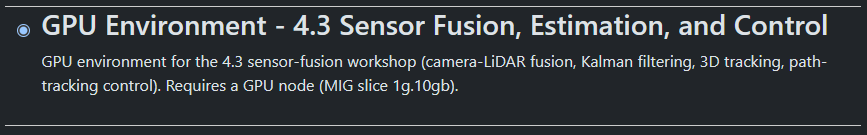 GPU Environment - 4.3 Sensor Fusion, Estimation, and Control
GPU environment for the 4.3 sensor-fusion workshop (camera-LiDAR fusion, Kalman filtering, 3D tracking, path-
tracking control). Requires a GPU node (MIG slice 1g.10gb).